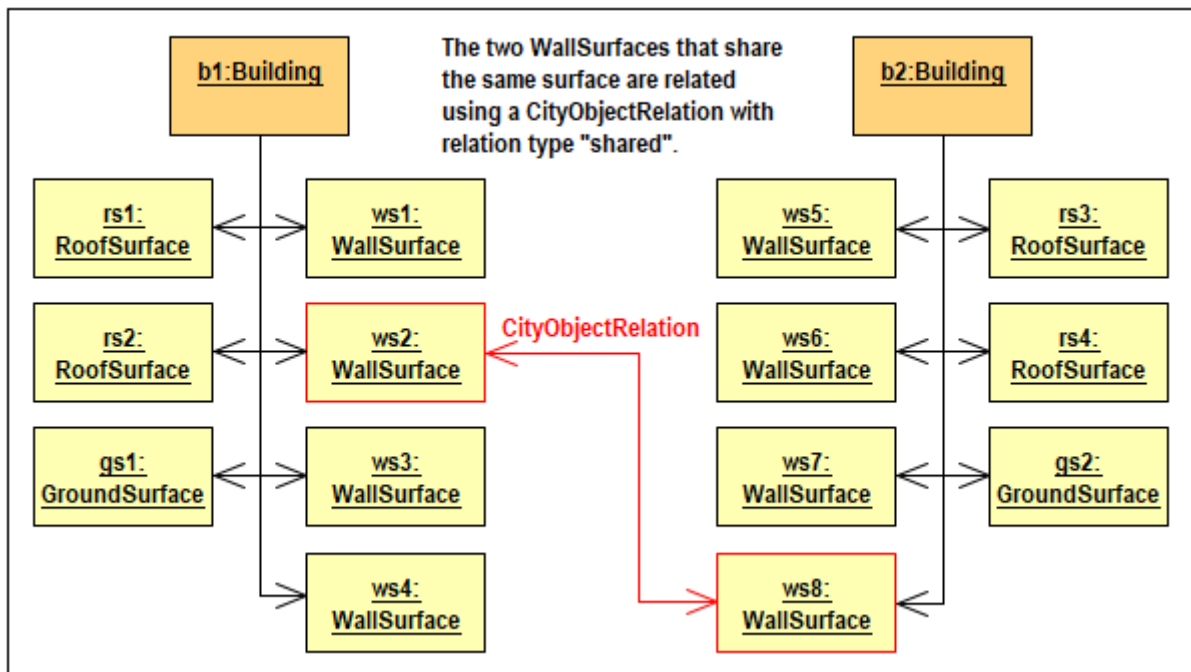 b1:Building
The two WallSurfaces that share
the same surface are related
using a CityObjectRelation with
relation type "shared".
b2:Building
rs1:
RoofSurface
ws1:
WallSurface
ws5:
WallSurface
rs3:
RoofSurface
rs2:
RoofSurface
ws2:
WallSurface
CityObjectRelation
ws6:
WallSurface
rs4:
RoofSurface
gs1:
GroundSurface
ws3:
WallSurface
ws7:
WallSurface
gs2:
GroundSurface
ws4:
WallSurface
ws8:
WallSurface